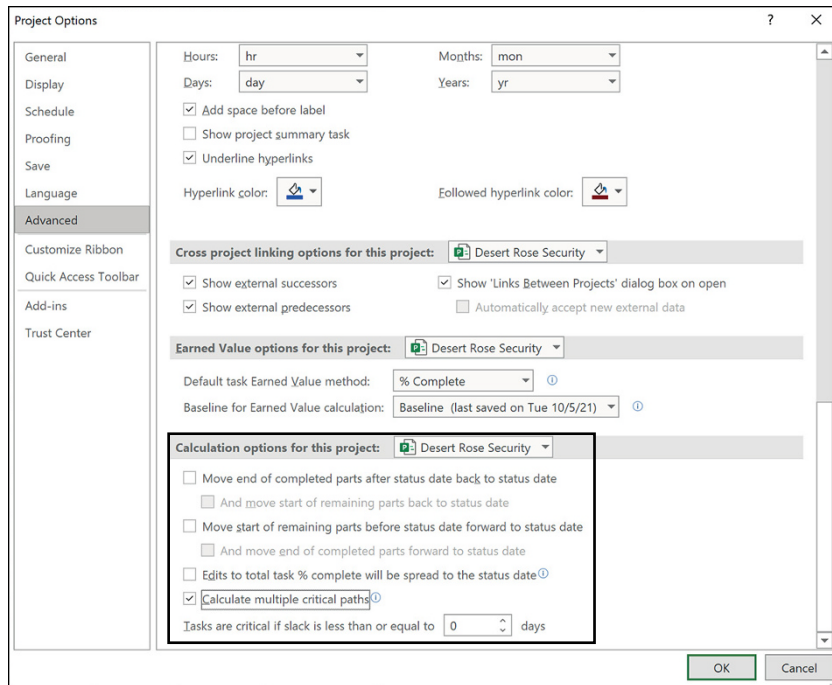 Project Options
General
Display
Schedule
Proofing
Save
Language
Advanced
Customize Ribbon
Quick Access Toolbar
Add-ins
Trust Center
Hours: hr Months: mon
Days: day Years: yr
Add space before label
Show project summary task
Underline hyperlinks
Hyperlink color: Followed hyperlink color:
Cross project linking options for this project: Desert Rose Security
Show external successors Show 'Links Between Projects' dialog box on open
Show external predecessors Automatically accept new external data
Earned Value options for this project: Desert Rose Security
Default task Earned Value method: % Complete
Baseline for Earned Value calculation: Baseline (last saved on Tue 10/5/21)
Calculation options for this project: Desert Rose Security
Move end of completed parts after status date back to status date
And move start of remaining parts back to status date
Move start of remaining parts before status date forward to status date
And move end of completed parts forward to status date
Edits to total task % complete will be spread to the status date
Calculate multiple critical paths
Tasks are critical if slack is less than or equal to 0 days
OK Cancel